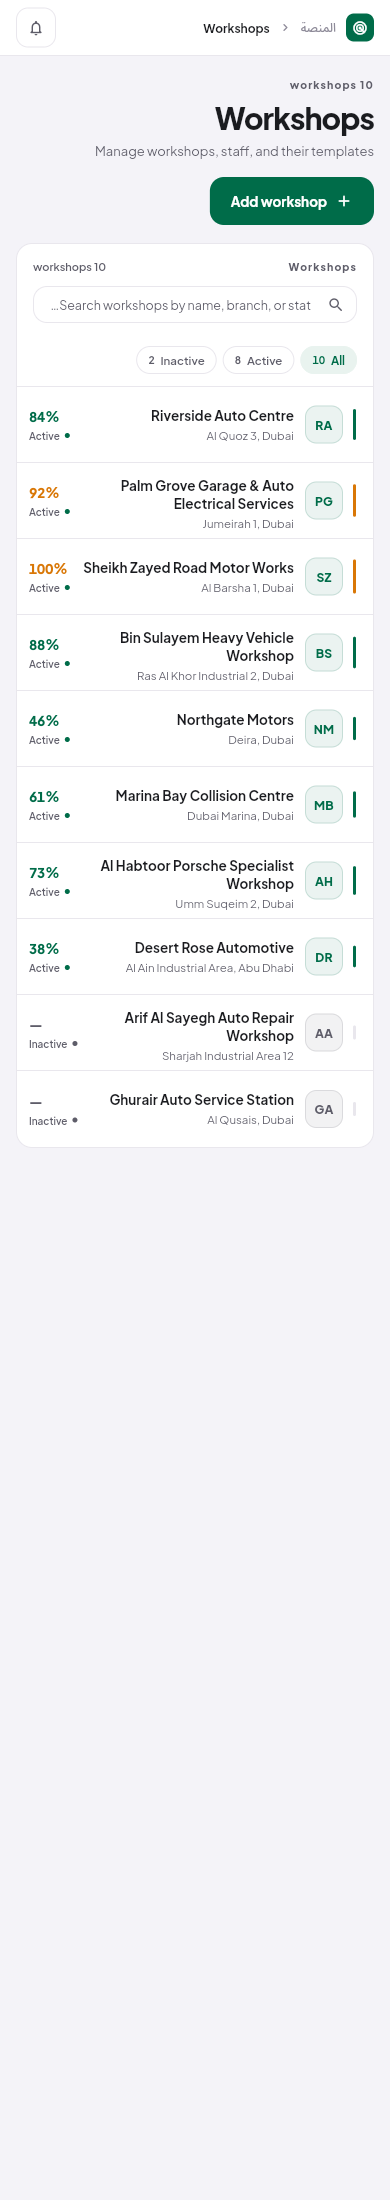 المنصة
Workshops
workshops 10
Workshops
Manage workshops, staff, and their templates
Add workshop
Workshops
workshops 10
...Search workshops by name, branch, or stat
All 10
Active 8
Inactive 2
RA
Riverside Auto Centre
Al Quoz 3, Dubai
84%
Active
PG
Palm Grove Garage & Auto
Electrical Services
Jumeirah 1, Dubai
92%
Active
SZ
Sheikh Zayed Road Motor Works
Al Barsha 1, Dubai
100%
Active
BS
Bin Sulayem Heavy Vehicle
Workshop
Ras Al Khor Industrial 2, Dubai
88%
Active
NM
Northgate Motors
Deira, Dubai
46%
Active
MB
Marina Bay Collision Centre
Dubai Marina, Dubai
61%
Active
AH
Al Habtoor Porsche Specialist
Workshop
Umm Suqeim 2, Dubai
73%
Active
DR
Desert Rose Automotive
Al Ain Industrial Area, Abu Dhabi
38%
Active
AA
Arif Al Sayegh Auto Repair
Workshop
Sharjah Industrial Area 12
—
Inactive
GA
Ghurair Auto Service Station
Al Qusais, Dubai
—
Inactive